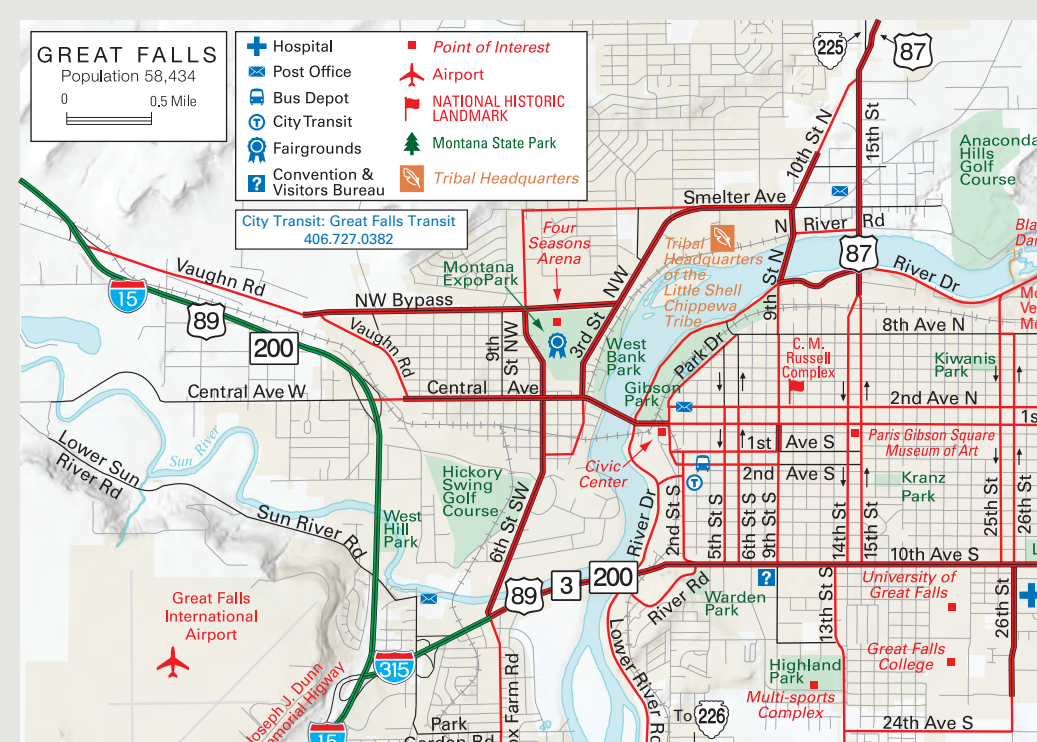 GREAT FALLS
Population 58,434
0
0.5 Mile
Hospital
Post Office
Bus Depot
City Transit
Fairgrounds
Convention &
Visitors Bureau
?
Point of Interest
Airport
NATIONAL HISTORIC
LANDMARK
Montana State Park
Tribal Headquarters
City Transit: Great Falls Transit
406.727.0382
225
87
10th St N
15th St
Anaconda
Hills
Golf
Course
Smelter Ave
N
River Rd
87
Four
Seasons
Arena
Tribal
Headquarters
of the
Little Shell
Chippewa
Tribe
Montana
ExpoPark
Vaughn Rd
15
89
200
NW Bypass
Vaughn Rd
9th
St NW
3rd St
NW
9th St N
River Dr
8th Ave N
West
Bank
Park
Park Dr
Gibson
Park
C. M.
Russell
Complex
Kiwanis
Park
Central Ave W
Central Ave
2nd Ave N
1st Ave S
Paris Gibson Square
Museum of Art
Civic
Center
2nd Ave S
Kranz
Park
Lower Sun
River Rd
Sun River
Sun River Rd
Hickory
Swing
Golf
Course
West
Hill
Park
6th St SW
River Dr
2nd St S
5th St S
6th St S
9th St S
14th St
15th St
25th St
26th St
10th Ave S
89
3
200
River Rd
Warden
Park
?
13th St S
University of
Great Falls
26th St
Great Falls
International
Airport
315
Great Falls
College
Highland
Park
Multi-sports
Complex
Lower River Rd
To
226
24th Ave S
Joseph J. Dunn
Memorial Higway
15
Park
Garden Rd
Fox Farm Rd